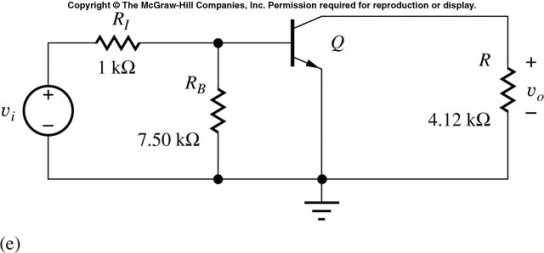 Copyright © The McGraw-Hill Companies, Inc. Permission required for reproduction or display.
R_I
1 kΩ
Q
R
+
v_o
−
4.12 kΩ
R_B
7.50 kΩ
+
−
v_i
(e)